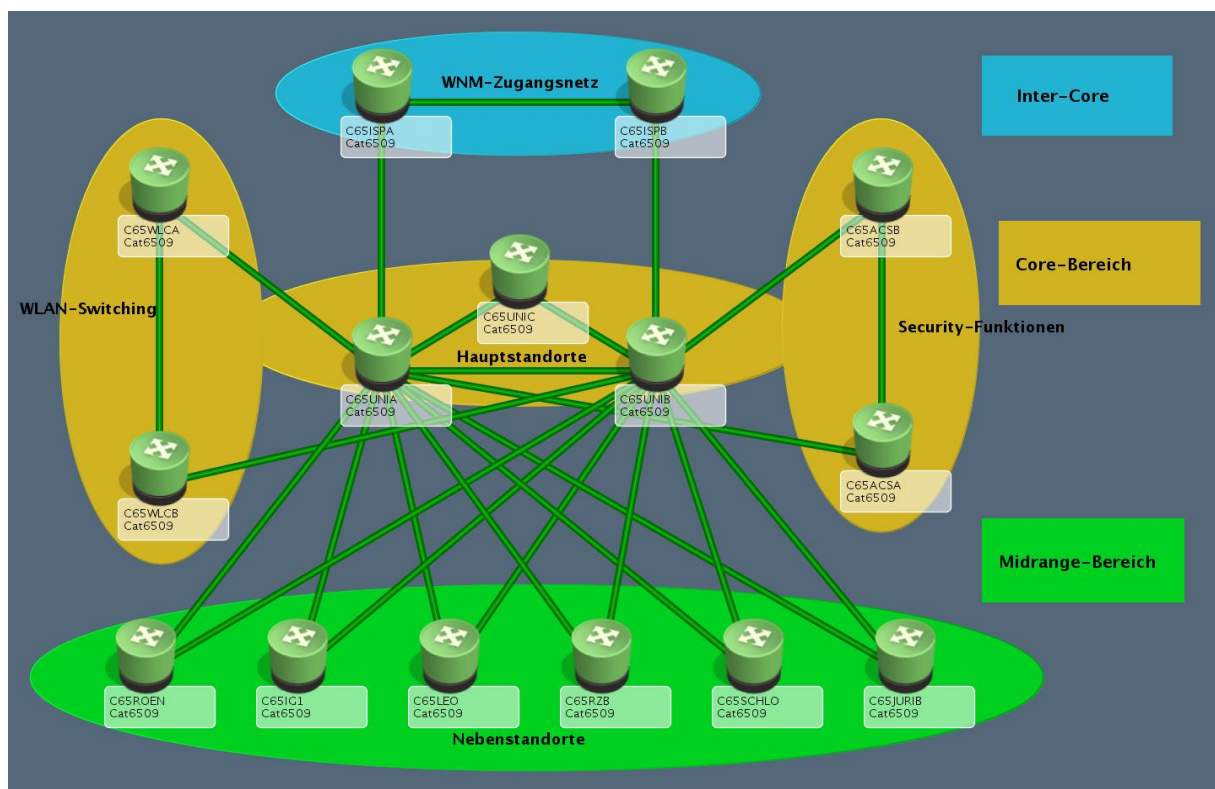 WNM-Zugangsnetz
Inter-Core
C65ISPA
Cat6509
C65ISPB
Cat6509
C65WLCA
Cat6509
C65ACSB
Cat6509
Core-Bereich
WLAN-Switching
C65UNIC
Cat6509
Security-Funktionen
Hauptstandorte
C65UNIA
Cat6509
C65UNIB
Cat6509
C65WLCB
Cat6509
C65ACSA
Cat6509
Midrange-Bereich
C65ROEN
Cat6509
C65IG1
Cat6509
C65LEO
Cat6509
C65RZB
Cat6509
C65SCHLO
Cat6509
C65JURIB
Cat6509
Nebenstandorte